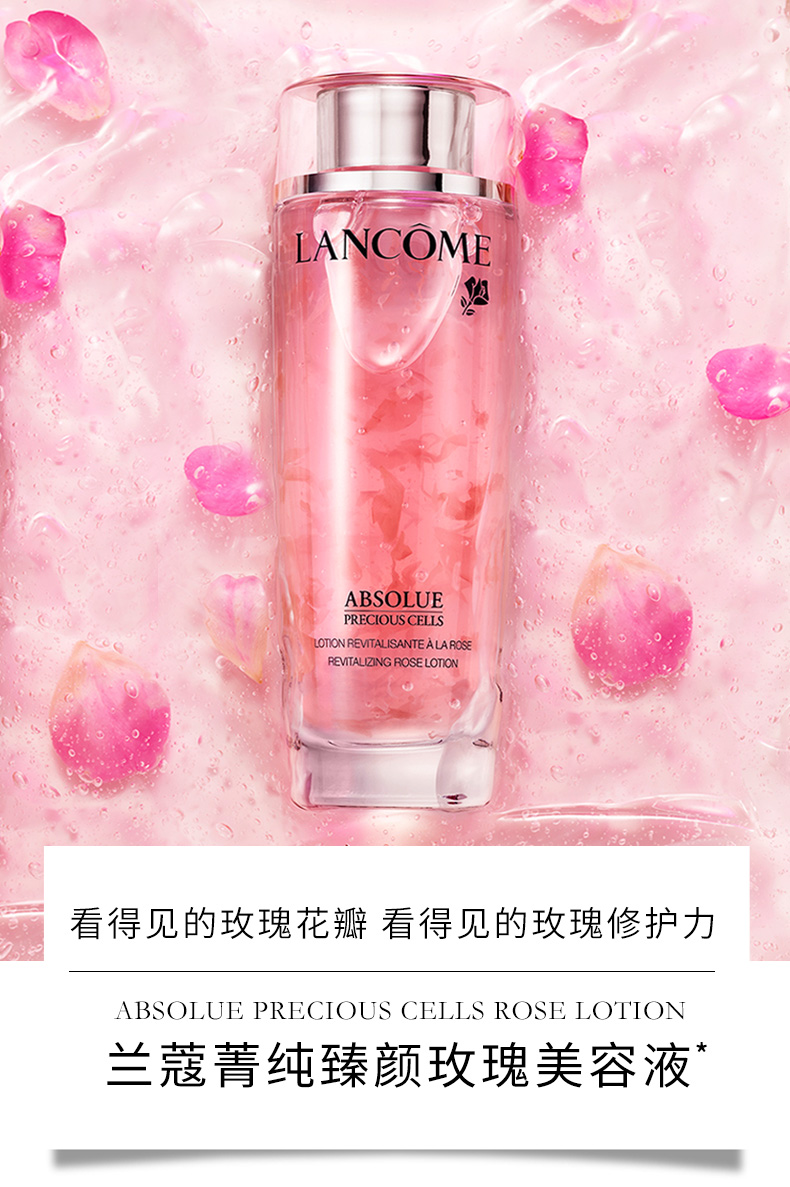 LANCÔME
ABSOLUE
PRECIOUS CELLS
LOTION REVITALISANTE À LA ROSE
REVITALIZING ROSE LOTION
看得见的玫瑰花瓣 看得见的玫瑰修护力
ABSOLUE PRECIOUS CELLS ROSE LOTION
兰蔻菁纯臻颜玫瑰美容液*